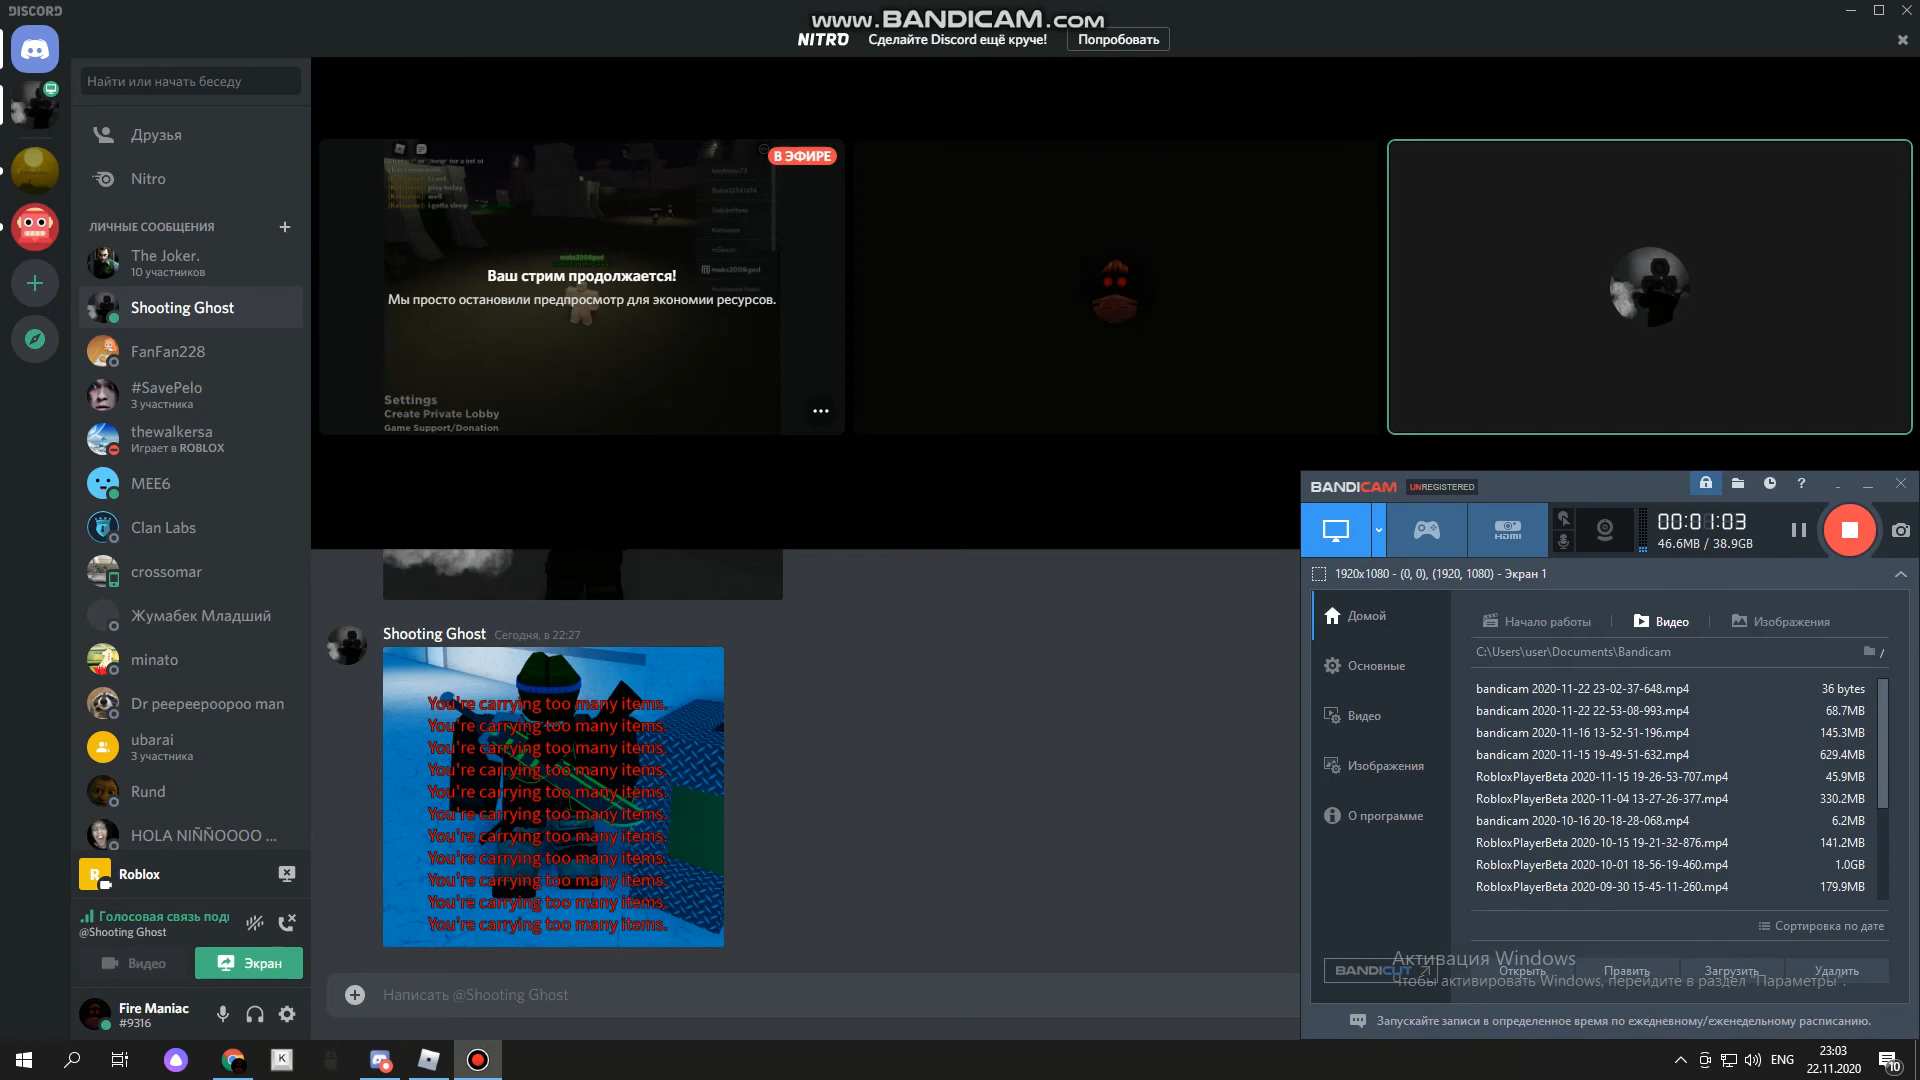 DISCORD
www.BANDICAM.com
NITRO Сделайте Discord ещё круче! Попробовать
Найти или начать беседу
Друзья
Nitro
ЛИЧНЫЕ СООБЩЕНИЯ
The Joker.
10 участников
Shooting Ghost
FanFan228
#SavePelo
3 участника
thewalkersa
Играет в ROBLOX
MEE6
Clan Labs
crossomar
Жумабек Младший
minato
Dr peepeepoopoo man
ubarai
3 участника
Rund
HOLA NIÑÑOOOO ...
Roblox
Голосовая связь подк
@Shooting Ghost
Видео
Экран
Fire Maniac
#9316
В ЭФИРЕ
maks2006god
Ваш стрим продолжается!
Мы просто остановили предпросмотр для экономии ресурсов.
Settings
Create Private Lobby
Game Support/Donation
Shooting Ghost Сегодня, в 22:27
You're carrying too many items.
You're carrying too many items.
You're carrying too many items.
You're carrying too many items.
You're carrying too many items.
You're carrying too many items.
You're carrying too many items.
You're carrying too many items.
You're carrying too many items.
You're carrying too many items.
You're carrying too many items.
Написать @Shooting Ghost
BANDICAM UNREGISTERED
HDMI
00:01:03
46.6MB / 38.9GB
1920x1080 - (0, 0), (1920, 1080) - Экран 1
Домой
Основные
Видео
Изображения
О программе
BANDICUT
Начало работы
Видео
Изображения
C:\Users\user\Documents\Bandicam
bandicam 2020-11-22 23-02-37-648.mp4 36 bytes
bandicam 2020-11-22 22-53-08-993.mp4 68.7MB
bandicam 2020-11-16 13-52-51-196.mp4 145.3MB
bandicam 2020-11-15 19-49-51-632.mp4 629.4MB
RobloxPlayerBeta 2020-11-15 19-26-53-707.mp4 45.9MB
RobloxPlayerBeta 2020-11-04 13-27-26-377.mp4 330.2MB
bandicam 2020-10-16 20-18-28-068.mp4 6.2MB
RobloxPlayerBeta 2020-10-15 19-21-32-876.mp4 141.2MB
RobloxPlayerBeta 2020-10-01 18-56-19-460.mp4 1.0GB
RobloxPlayerBeta 2020-09-30 15-45-11-260.mp4 179.9MB
Сортировка по дате
Открыть Править Загрузить Удалить
Активация Windows
Чтобы активировать Windows, перейдите в раздел "Параметры".
Запускайте записи в определенное время по ежедневному/еженедельному расписанию.
K
ENG
23:03
22.11.2020
10